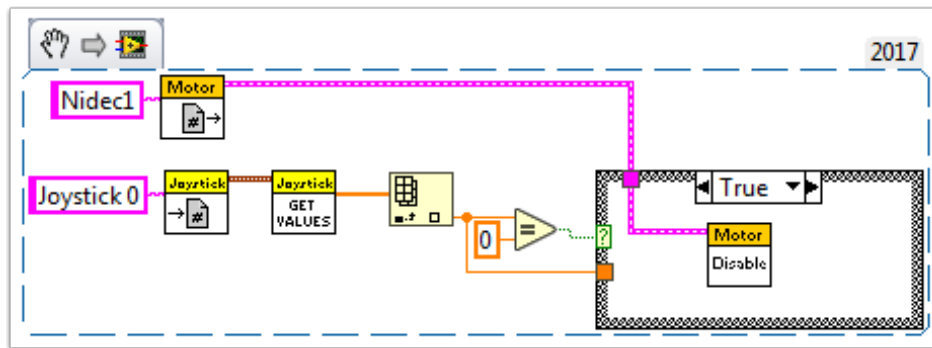 2017
Nidec1
Motor
#
Joystick 0
Joystick
#
Joystick
GET
VALUES
0
=
?
True
Motor
Disable